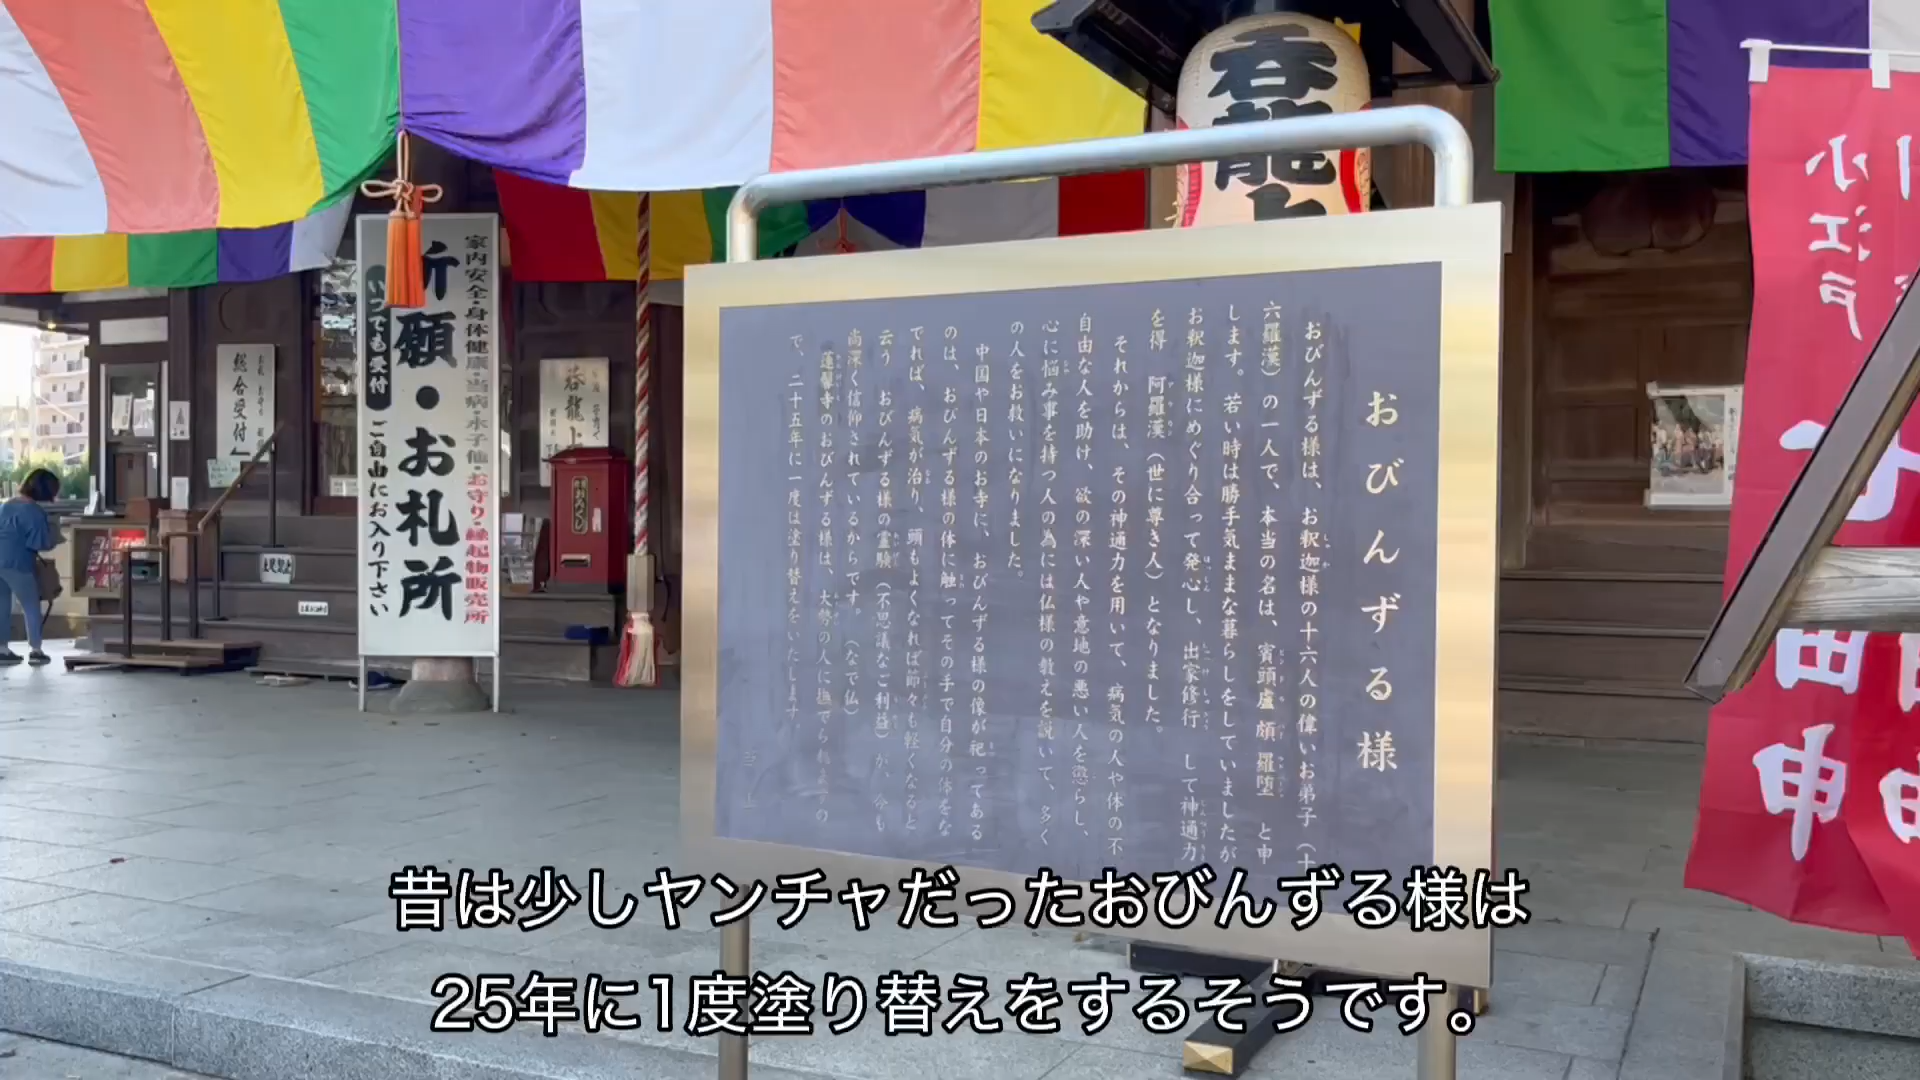 おびんずる様
おびんずる様は、お釈迦様の十六人の偉いお弟子（十
六羅漢）の一人で、本当の名は、賓頭盧頗羅堕と申
します。若い時は勝手気ままな暮らしをしていましたが
お釈迦様にめぐり合って発心し、出家修行して神通力
を得　阿羅漢（世に尊き人）となりました。
それからは、その神通力を用いて、病気の人や体の不
自由な人を助け、欲の深い人や意地の悪い人を懲らし、
心に悩み事を持つ人の為には仏様の教えを説いて、多く
の人をお救いになりました。
中国や日本のお寺に、おびんずる様の像が祀ってある
のは、おびんずる様の体に触ってその手で自分の体をな
でれば、病気が治り、頭もよくなれば節々も軽くなると
云う　おびんずる様の霊験（不思議なご利益）が、今も
尚深く信仰されているからです。（なで仏）
蓮馨寺のおびんずる様は、大勢の人に撫でられますの
で、二十五年に一度は塗り替えをいたします。
呑龍上
小江戸
家内安全・身体健康・当病・水子供・お守り・縁起物販売所
祈願・お札所
いつでも受付
ご自由にお入り下さい
総合受付
おみくじ
呑龍上
昔は少しヤンチャだったおびんずる様は
25年に1度塗り替えをするそうです。